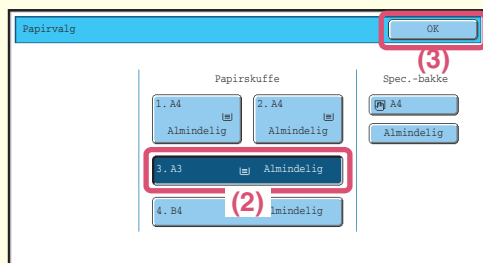 Papirvalg
OK
(3)
Papirskuffe
Spec.-bakke
1. A4
Almindelig
2. A4
Almindelig
A4
Almindelig
3. A3 Almindelig
(2)
4. B4 Almindelig